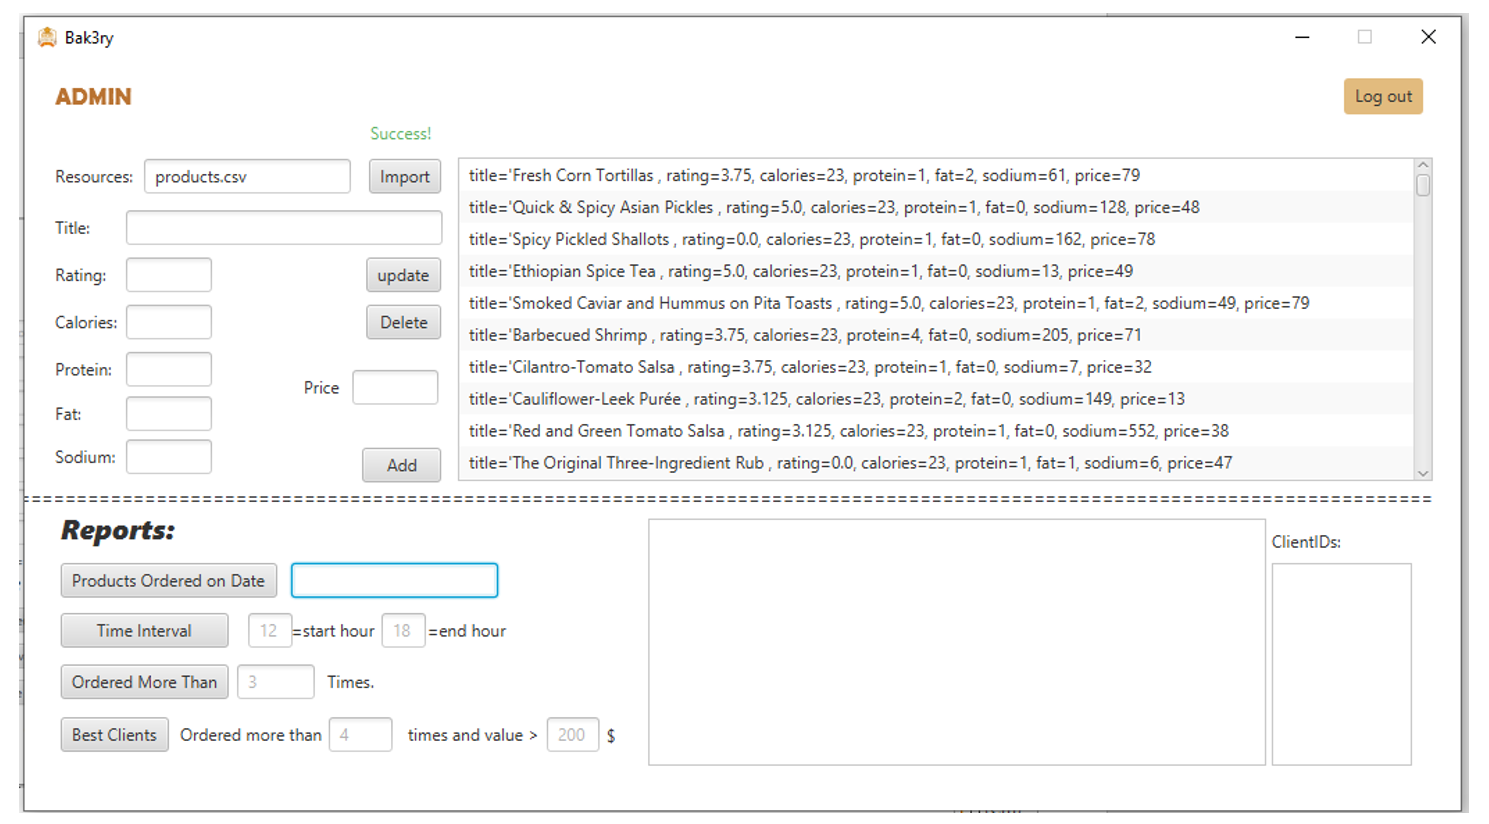 Bak3ry
ADMIN
Log out
Success!
Resources: products.csv Import
Title:
Rating: update
Calories: Delete
Protein:
Price
Fat:
Sodium: Add
title='Fresh Corn Tortillas , rating=3.75, calories=23, protein=1, fat=2, sodium=61, price=79
title='Quick & Spicy Asian Pickles , rating=5.0, calories=23, protein=1, fat=0, sodium=128, price=48
title='Spicy Pickled Shallots , rating=0.0, calories=23, protein=1, fat=0, sodium=162, price=78
title='Ethiopian Spice Tea , rating=5.0, calories=23, protein=1, fat=0, sodium=13, price=49
title='Smoked Caviar and Hummus on Pita Toasts , rating=5.0, calories=23, protein=1, fat=2, sodium=49, price=79
title='Barbecued Shrimp , rating=3.75, calories=23, protein=4, fat=0, sodium=205, price=71
title='Cilantro-Tomato Salsa , rating=3.75, calories=23, protein=1, fat=0, sodium=7, price=32
title='Cauliflower-Leek Purée , rating=3.125, calories=23, protein=2, fat=0, sodium=149, price=13
title='Red and Green Tomato Salsa , rating=3.125, calories=23, protein=1, fat=0, sodium=552, price=38
title='The Original Three-Ingredient Rub , rating=0.0, calories=23, protein=1, fat=1, sodium=6, price=47
Reports:
Products Ordered on Date
Time Interval 12 =start hour 18 =end hour
Ordered More Than 3 Times.
Best Clients Ordered more than 4 times and value > 200 $
ClientIDs: